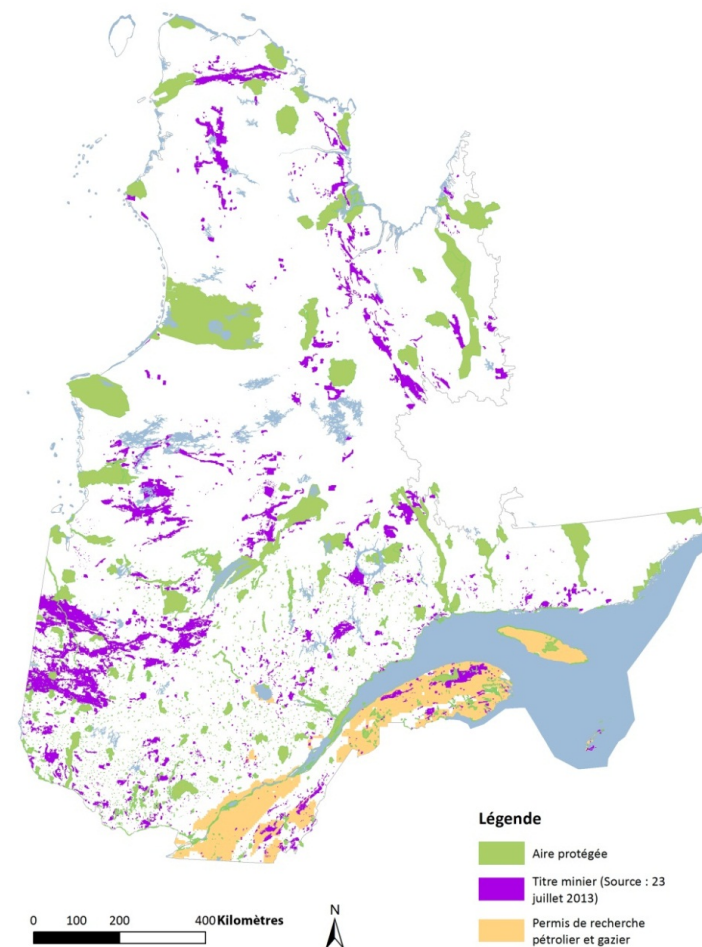 Légende
Aire protégée
Titre minier (Source : 23
juillet 2013)
Permis de recherche
pétrolier et gazier
0 100 200 400 Kilomètres
N